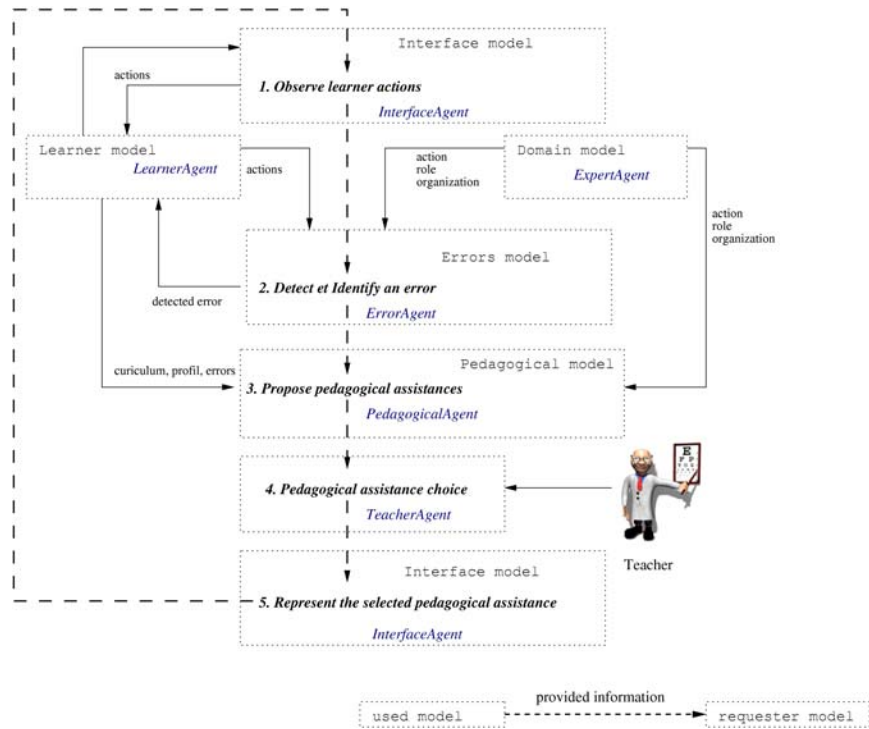 Interface model
actions
1. Observe learner actions
InterfaceAgent
Learner model
LearnerAgent
actions
action
role
organization
Domain model
ExpertAgent
action
role
organization
Errors model
2. Detect et Identify an error
detected error
ErrorAgent
Pedagogical model
curiculum, profil, errors
3. Propose pedagogical assistances
PedagogicalAgent
4. Pedagogical assistance choice
TeacherAgent
E
Teacher
Interface model
5. Represent the selected pedagogical assistance
InterfaceAgent
provided information
used model
requester model